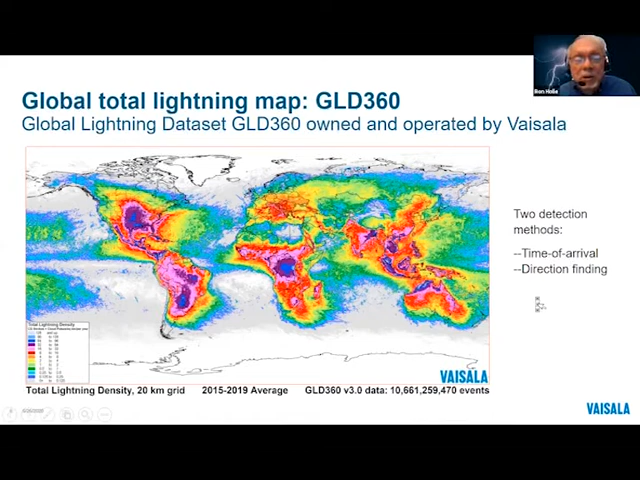 Global total lightning map: GLD360
Global Lightning Dataset GLD360 owned and operated by Vaisala
Two detection
methods:
--Time-of-arrival
--Direction finding
Total Lightning Density
VAISALA
Total Lightning Density, 20 km grid 2015-2019 Average GLD360 v3.0 data: 10,661,259,470 events
VAISALA